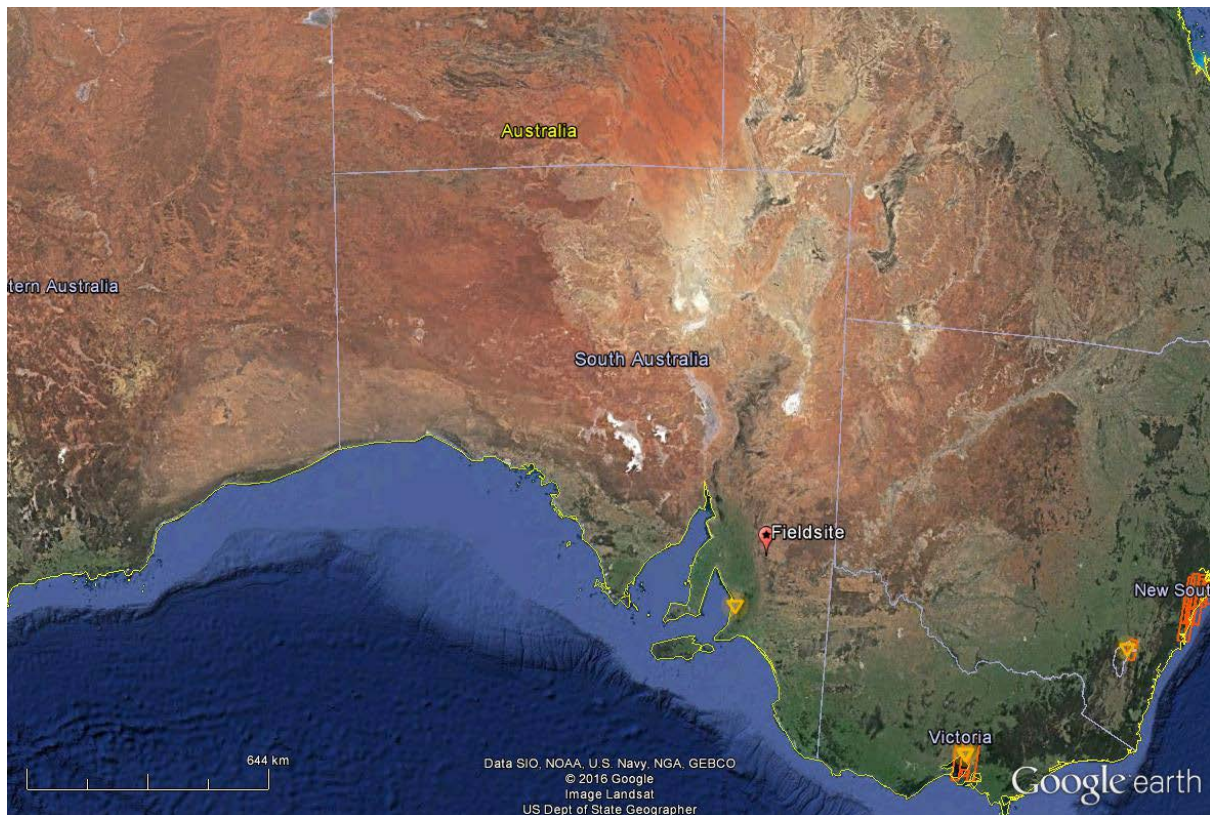 Australia
tern Australia
South Australia
Fieldsite
New Sout
Victoria
644 km
Data SIO, NOAA, U.S. Navy, NGA, GEBCO
© 2016 Google
Image Landsat
US Dept of State Geographer
Google earth